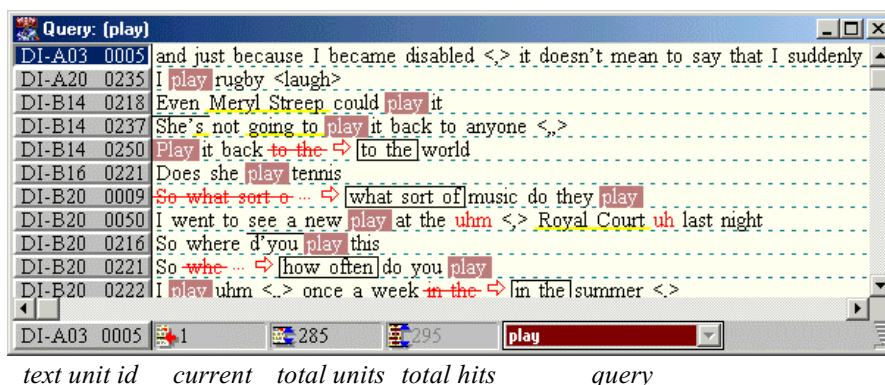 Query: (play)
DI-A03 0005 and just because I became disabled <,> it doesn't mean to say that I suddenly
DI-A20 0235 I play rugby <laugh>
DI-B14 0218 Even Meryl Streep could play it
DI-B14 0237 She's not going to play it back to anyone <,,>
DI-B14 0250 Play it back to the ⇨ to the world
DI-B16 0221 Does she play tennis
DI-B20 0009 So what sort o ... ⇨ what sort of music do they play
DI-B20 0050 I went to see a new play at the uhm <,> Royal Court uh last night
DI-B20 0216 So where d'you play this
DI-B20 0221 So whe ... ⇨ how often do you play
DI-B20 0222 I play uhm <,,> once a week in the ⇨ in the summer <,>
DI-A03 0005 1 285 295 play
text unit id current total units total hits query